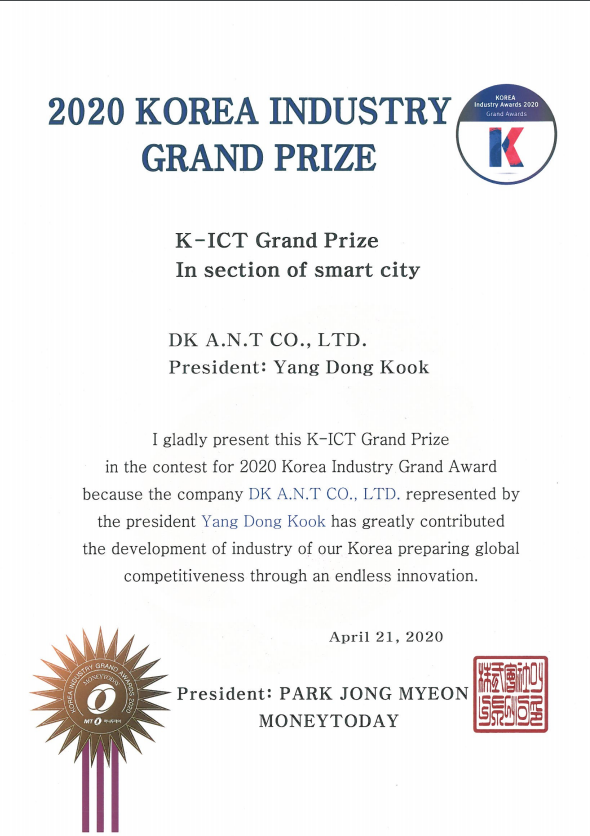 2020 KOREA INDUSTRY
GRAND PRIZE
KOREA
Industry Awards 2020
Grand Awards
K
K-ICT Grand Prize
In section of smart city
DK A.N.T CO., LTD.
President: Yang Dong Kook
I gladly present this K-ICT Grand Prize
in the contest for 2020 Korea Industry Grand Award
because the company DK A.N.T CO., LTD. represented by
the president Yang Dong Kook has greatly contributed
the development of industry of our Korea preparing global
competitiveness through an endless innovation.
April 21, 2020
KOREA INDUSTRY GRAND AWARDS 2020
MONEYTODAY
MT
President: PARK JONG MYEON
MONEYTODAY